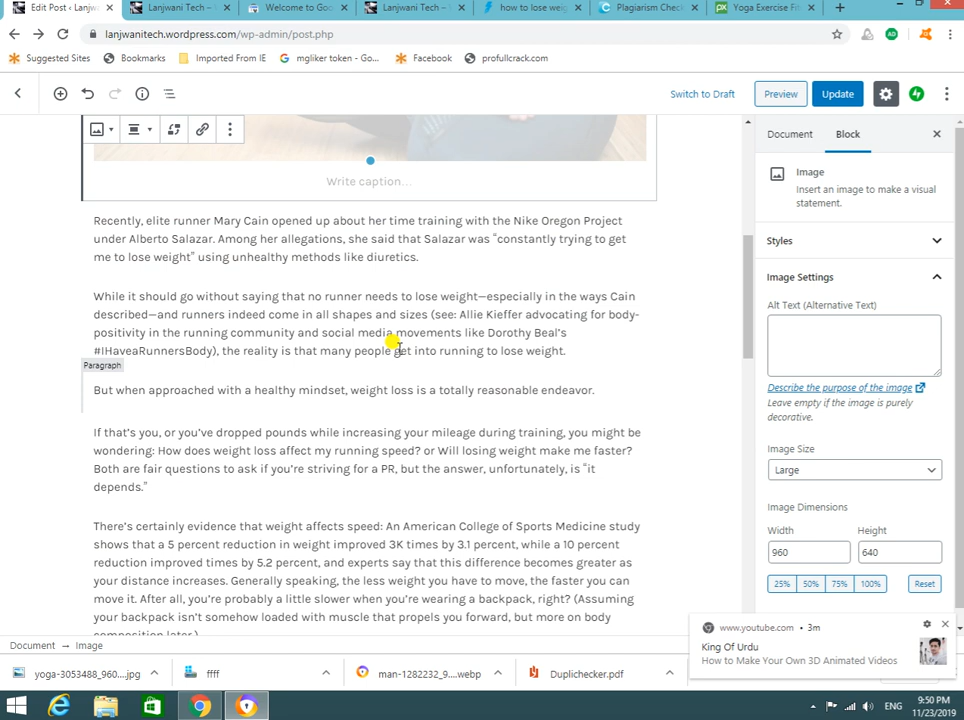 Edit Post ‹ Lanjw
Lanjwani Tech –
Welcome to Goo
Lanjwani Tech –
how to lose weig
Plagiarism Check
Yoga Exercise Fit
lanjwanitech.wordpress.com/wp-admin/post.php
Suggested Sites
Bookmarks
Imported From IE
mgliker token - Go...
Facebook
profullcrack.com
Switch to Draft
Preview
Update
Document
Block
Write caption…
Image
Insert an image to make a visual
statement.
Recently, elite runner Mary Cain opened up about her time training with the Nike Oregon Project
under Alberto Salazar. Among her allegations, she said that Salazar was “constantly trying to get
me to lose weight” using unhealthy methods like diuretics.
Styles
Image Settings
While it should go without saying that no runner needs to lose weight—especially in the ways Cain
described—and runners indeed come in all shapes and sizes (see: Allie Kieffer advocating for body-
positivity in the running community and social media movements like Dorothy Beal’s
#IHaveaRunnersBody), the reality is that many people get into running to lose weight.
Alt Text (Alternative Text)
Paragraph
But when approached with a healthy mindset, weight loss is a totally reasonable endeavor.
Describe the purpose of the image
Leave empty if the image is purely
decorative.
If that’s you, or you’ve dropped pounds while increasing your mileage during training, you might be
wondering: How does weight loss affect my running speed? or Will losing weight make me faster?
Both are fair questions to ask if you’re striving for a PR, but the answer, unfortunately, is “it
depends.”
Image Size
Large
Image Dimensions
Width
Height
960
640
25%
50%
75%
100%
Reset
There’s certainly evidence that weight affects speed: An American College of Sports Medicine study
shows that a 5 percent reduction in weight improved 3K times by 3.1 percent, while a 10 percent
reduction improved times by 5.2 percent, and experts say that this difference becomes greater as
your distance increases. Generally speaking, the less weight you have to move, the faster you can
move it. After all, you’re probably a little slower when you’re wearing a backpack, right? (Assuming
your backpack isn’t somehow loaded with muscle that propels you forward, but more on body
composition later.)
www.youtube.com • 3m
King Of Urdu
How to Make Your Own 3D Animated Videos
Document → Image
yoga-3053488_960....jpg
ffff
man-1282232_9....webp
Duplichecker.pdf
ENG
9:50 PM
11/23/2019